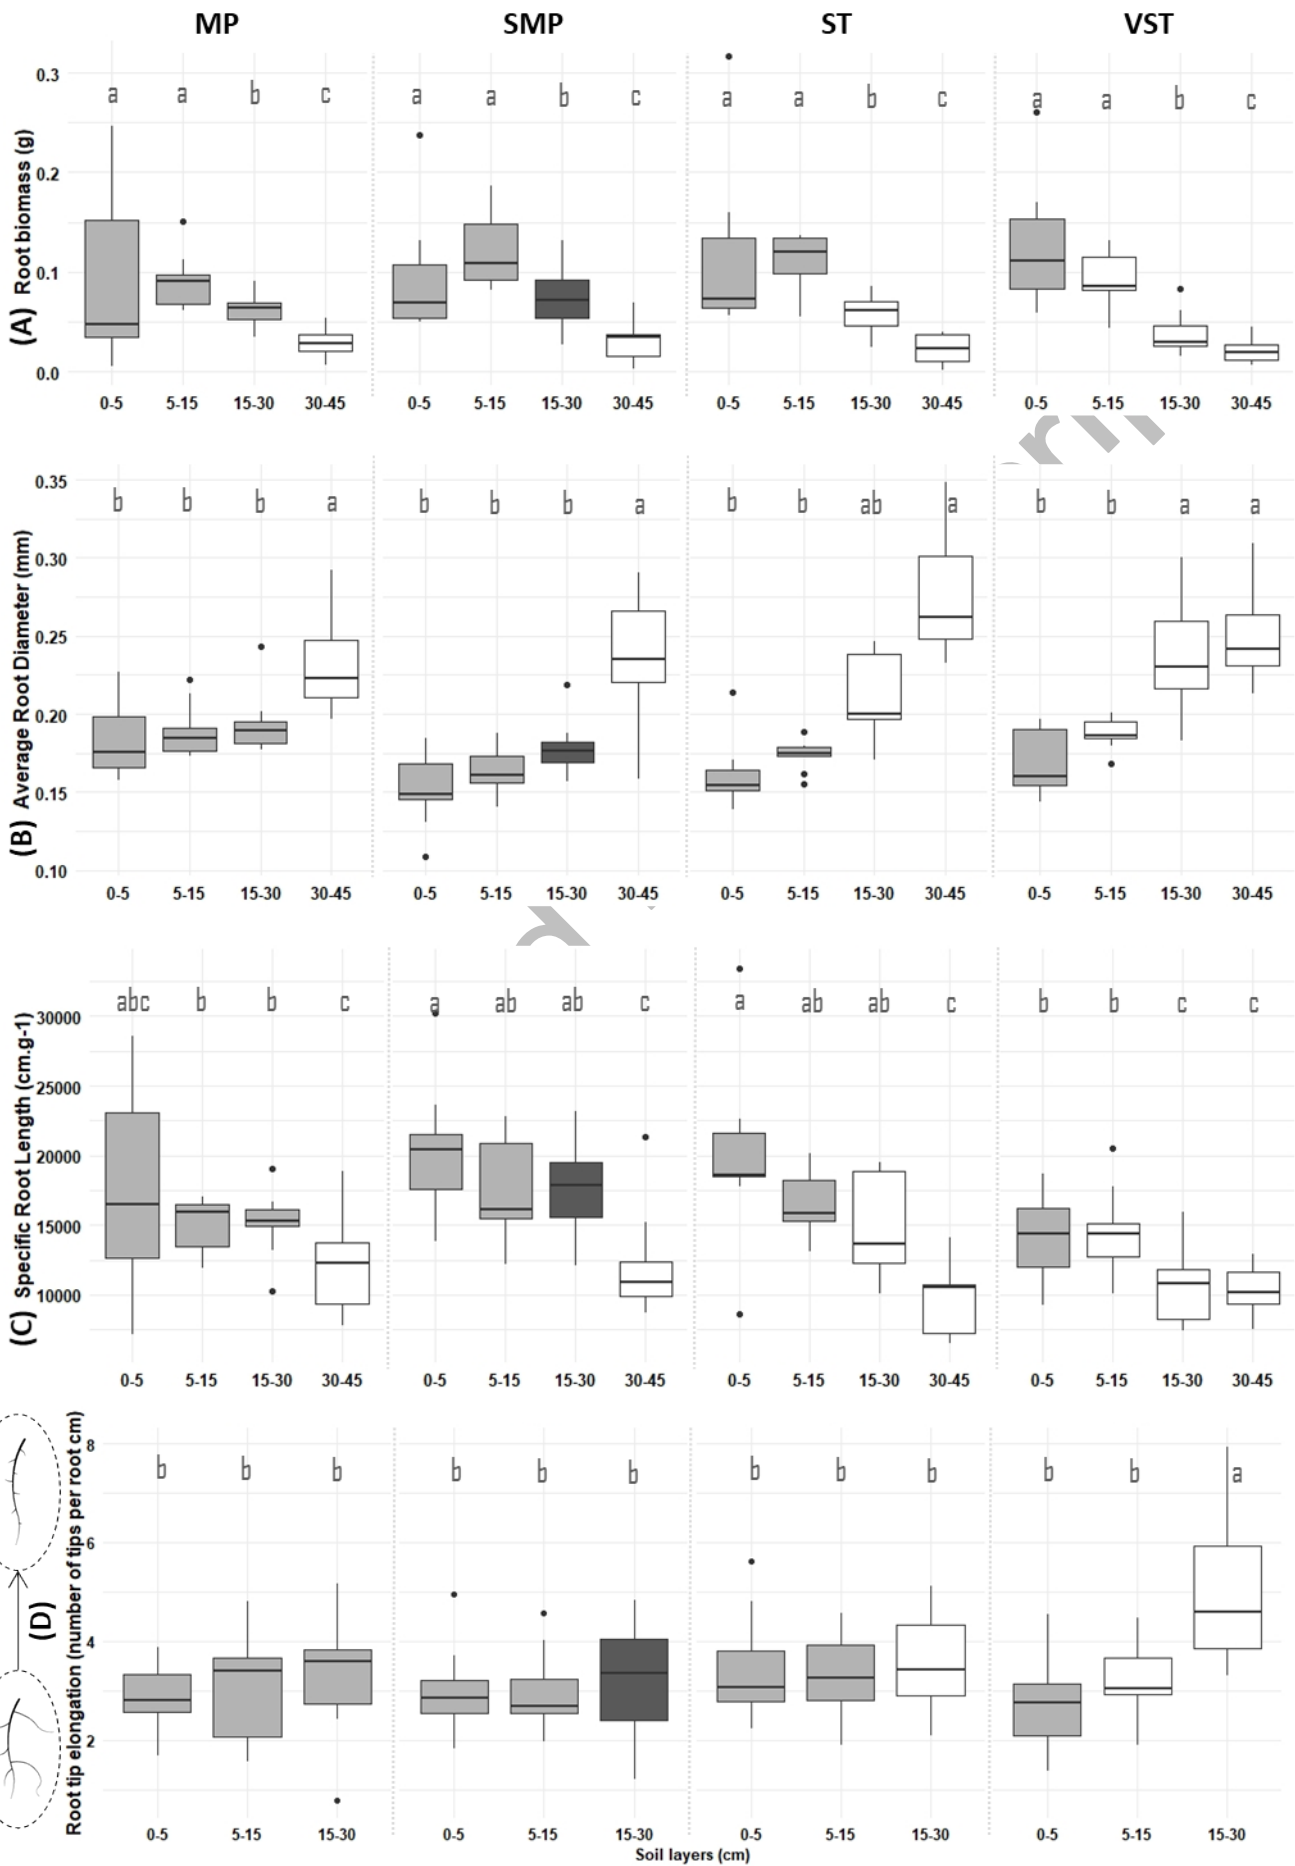 MP SMP ST VST
(A) Root biomass (g)
0.3
0.2
0.1
0.0
a a b c a a b c a a b c a a b c
0-5 5-15 15-30 30-45 0-5 5-15 15-30 30-45 0-5 5-15 15-30 30-45 0-5 5-15 15-30 30-45
(B) Average Root Diameter (mm)
0.35
0.30
0.25
0.20
0.15
0.10
b b b a b b b a b b ab a b b a a
0-5 5-15 15-30 30-45 0-5 5-15 15-30 30-45 0-5 5-15 15-30 30-45 0-5 5-15 15-30 30-45
(C) Specific Root Length (cm.g-1)
30000
25000
20000
15000
10000
abc b b c a ab ab c a ab ab c b b c c
0-5 5-15 15-30 30-45 0-5 5-15 15-30 30-45 0-5 5-15 15-30 30-45 0-5 5-15 15-30 30-45
(D) Root tip elongation (number of tips per root cm)
8
6
4
2
b b b b b b b b b b b a
0-5 5-15 15-30 0-5 5-15 15-30 0-5 5-15 15-30 0-5 5-15 15-30
Soil layers (cm)